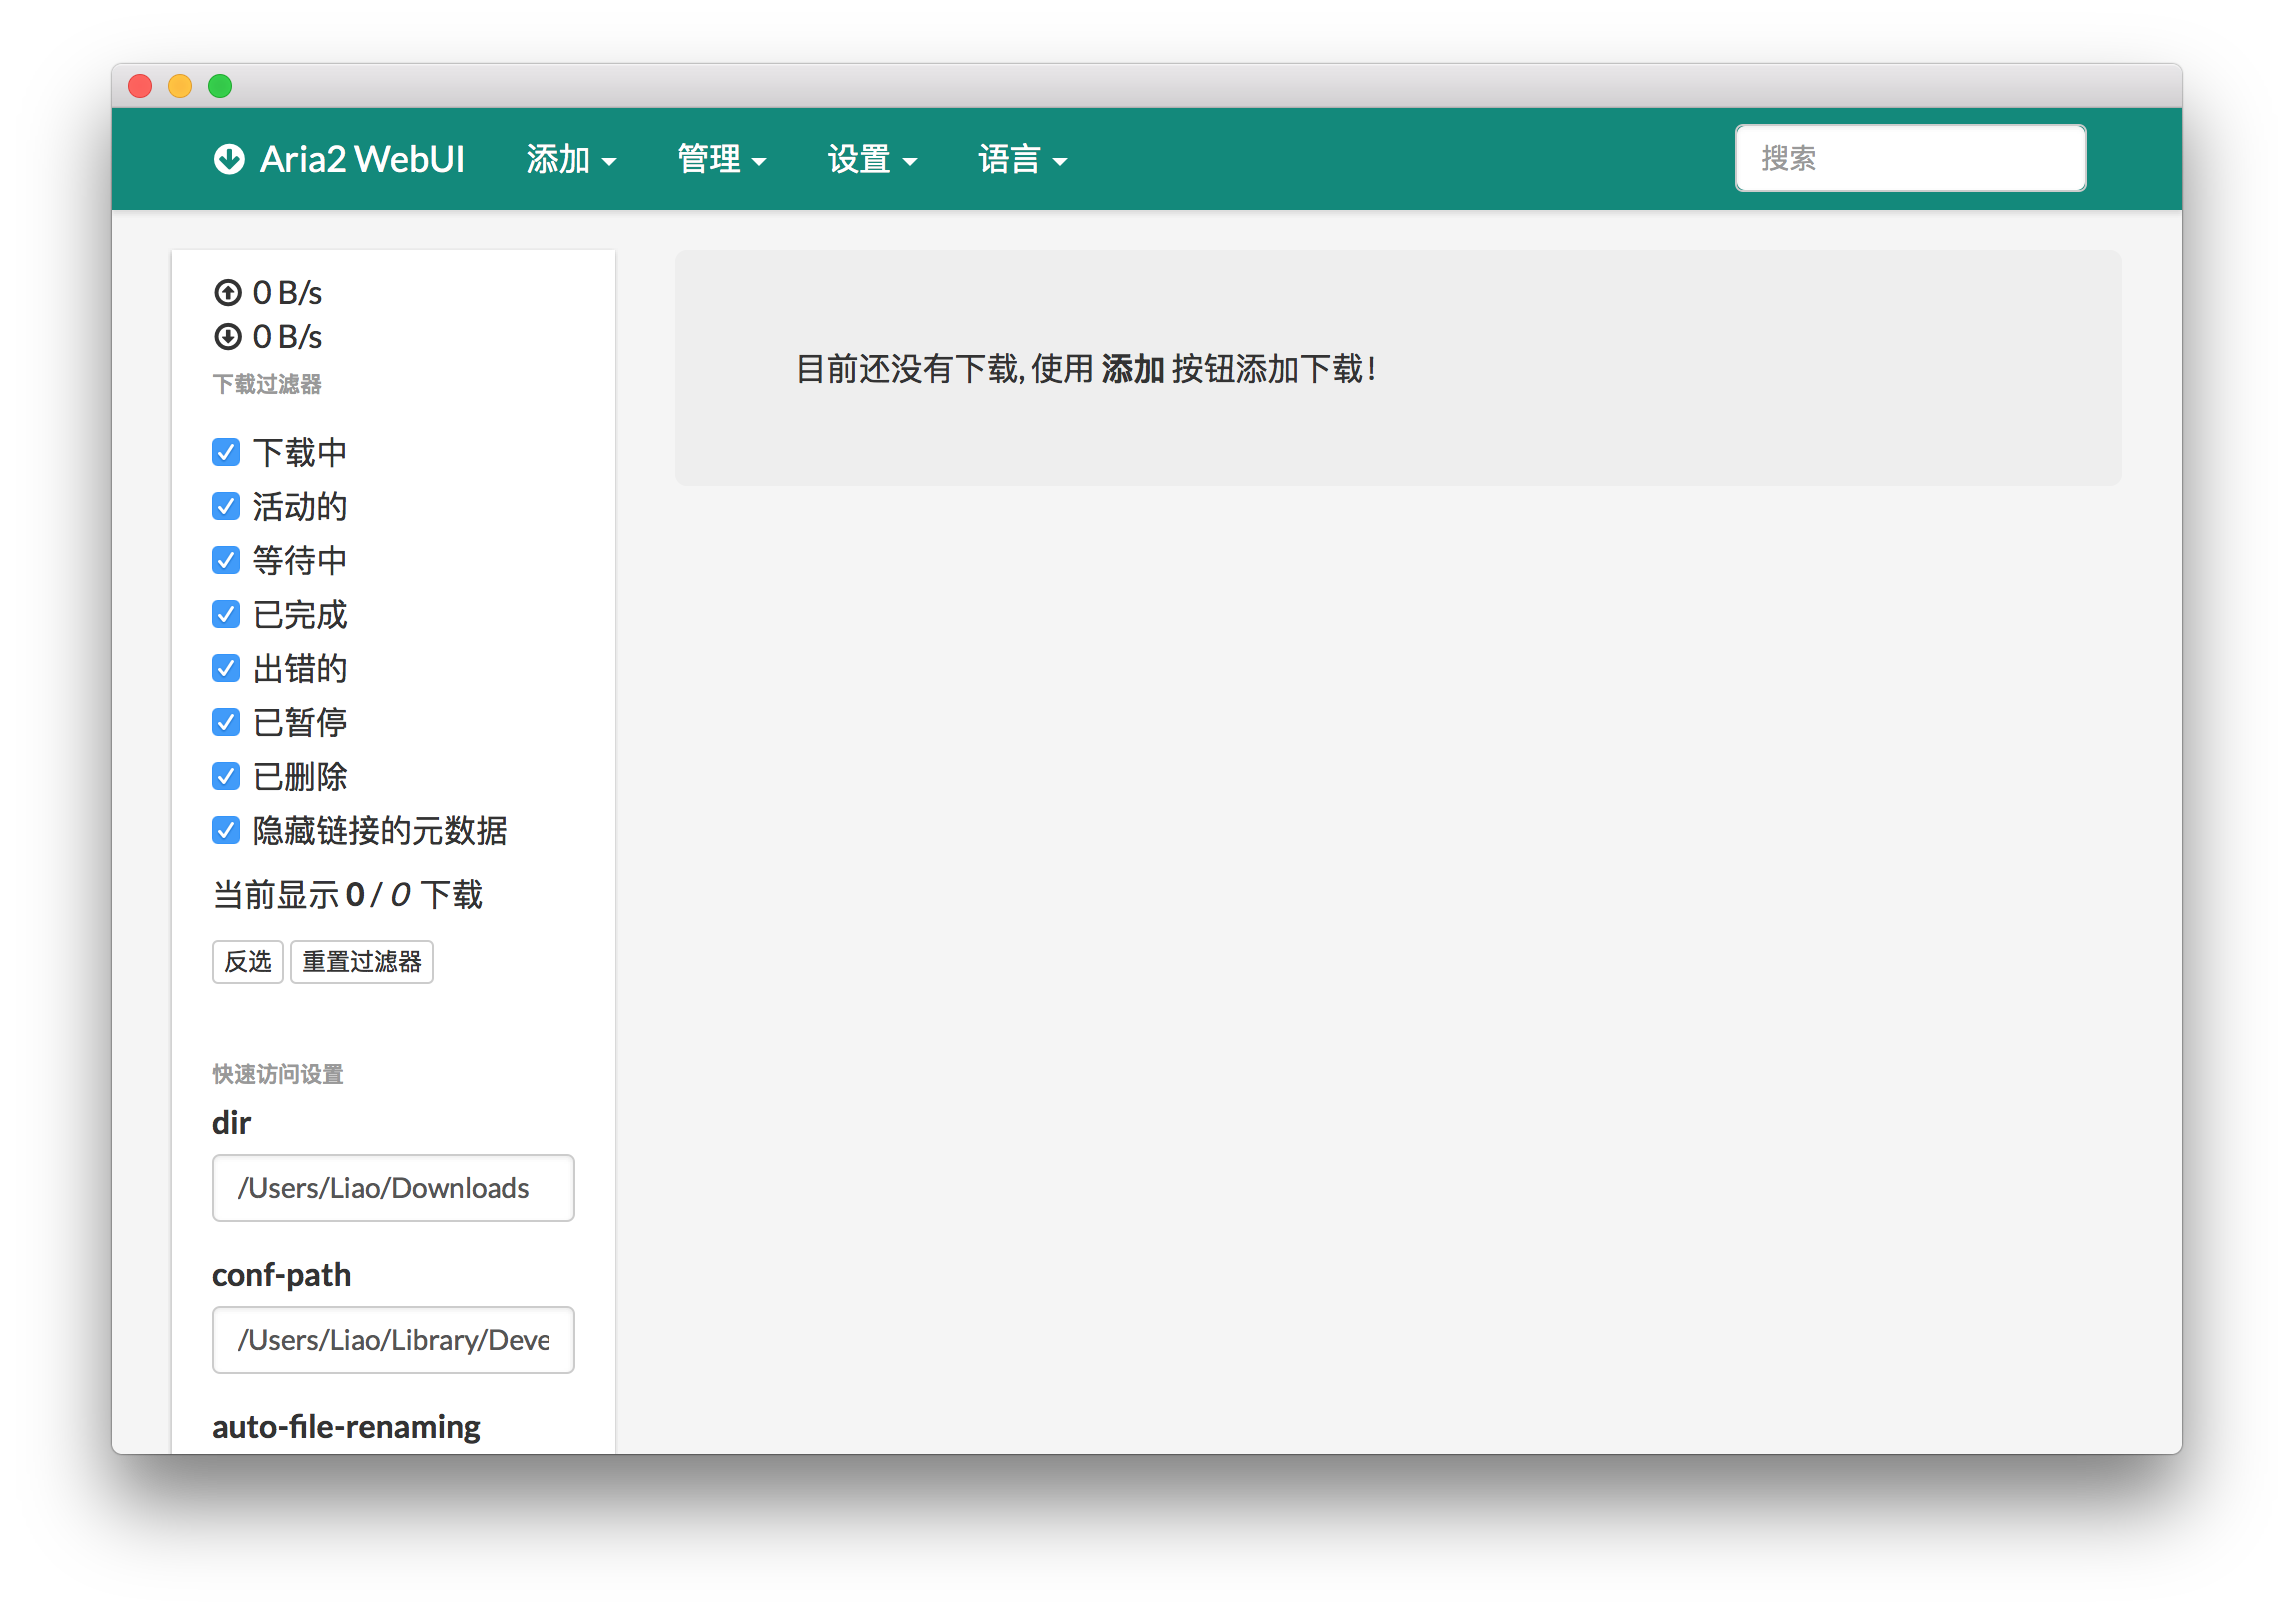 Aria2 WebUI 添加 管理 设置 语言 搜索
0 B/s
0 B/s
下载过滤器
下载中
活动的
等待中
已完成
出错的
已暂停
已删除
隐藏链接的元数据
当前显示 0 / 0 下载
反选 重置过滤器
快速访问设置
dir
/Users/Liao/Downloads
conf-path
/Users/Liao/Library/Deve
auto-file-renaming
目前还没有下载, 使用 添加 按钮添加下载!